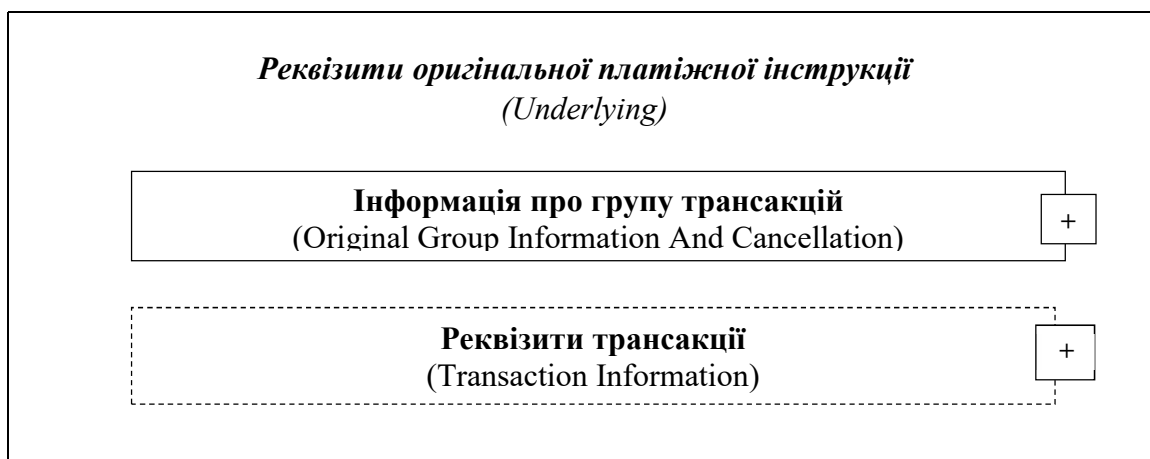 Реквізити оригінальної платіжної інструкції
(Underlying)
Інформація про групу трансакцій
(Original Group Information And Cancellation)
+
Реквізити трансакції
(Transaction Information)
+